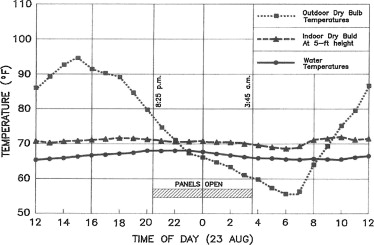 110
100
90
80
70
60
50
TEMPERATURE (°F)
Outdoor Dry Bulb
Temperatures
Indoor Dry Buld
At 5-ft height
Water
Temperatures
8:25 p.m.
3:45 a.m.
PANELS OPEN
12 14 16 18 20 22 0 2 4 6 8 10 12
TIME OF DAY (23 AUG)